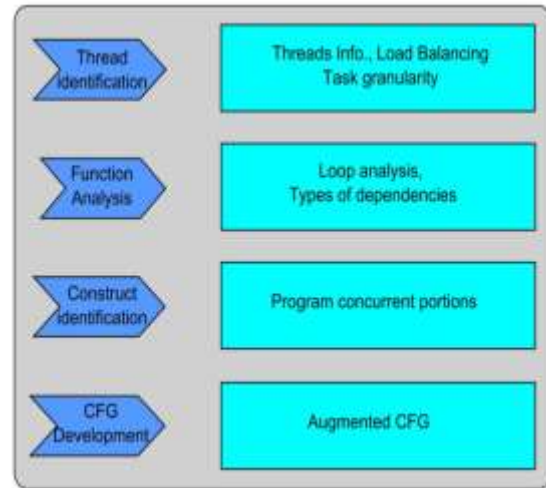 Thread
identification
Threads Info., Load Balancing
Task granularity
Function
Analysis
Loop analysis,
Types of dependencies
Construct
identification
Program concurrent portions
CFG
Development
Augmented CFG